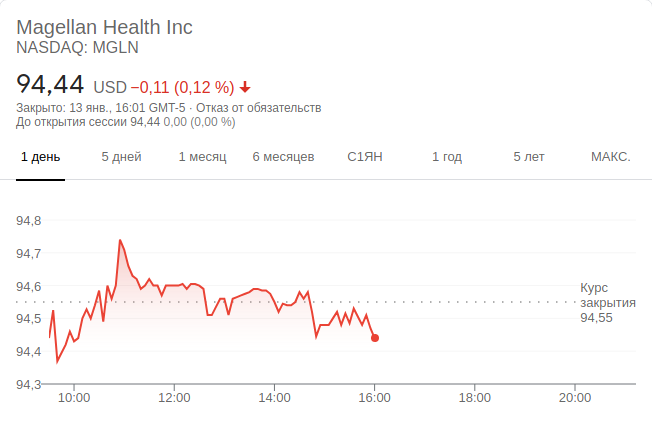 Magellan Health Inc
NASDAQ: MGLN
94,44 USD −0,11 (0,12 %)
Закрыто: 13 янв., 16:01 GMT-5 · Отказ от обязательств
До открытия сессии 94,44 0,00 (0,00 %)
1 день 5 дней 1 месяц 6 месяцев С1ЯН 1 год 5 лет МАКС.
94,8
94,7
94,6
Курс
закрытия
94,55
94,5
94,4
94,3
10:00 12:00 14:00 16:00 18:00 20:00